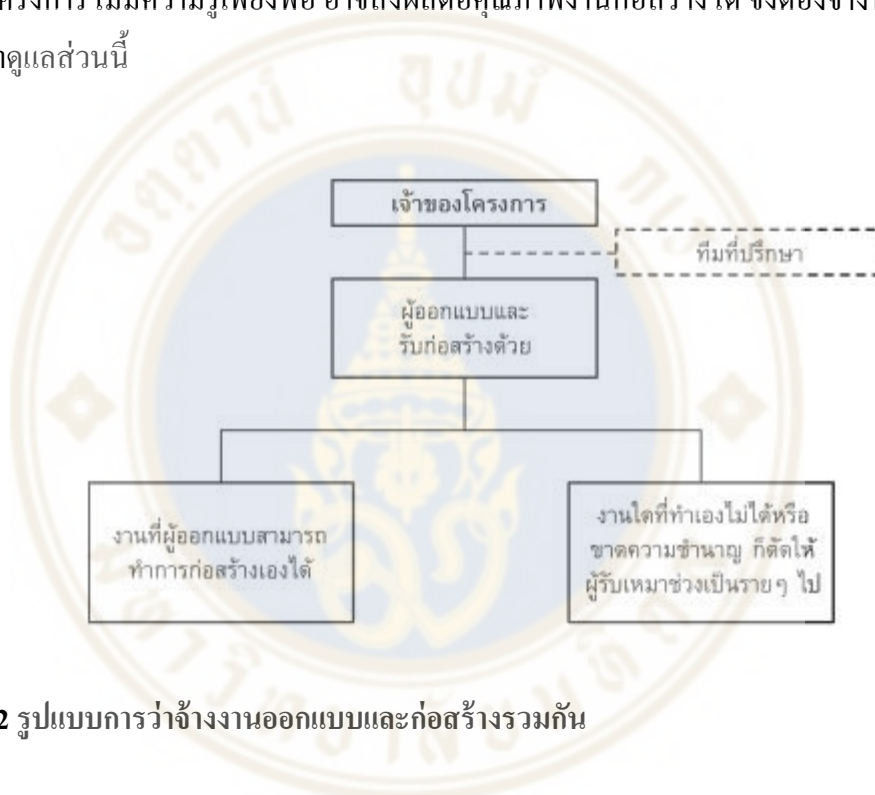 ดูแลส่วนนี้
เจ้าของโครงการ
ทีมที่ปรึกษา
ผู้ออกแบบและ
รับก่อสร้างด้วย
งานที่ผู้ออกแบบสามารถ
ทำการก่อสร้างเองได้
งานใดที่ทำเองไม่ได้หรือ
ขาดความชำนาญ ก็ตัดให้
ผู้รับเหมาช่วงเป็นรายๆ ไป
2 รูปแบบการว่าจ้างงานออกแบบและก่อสร้างรวมกัน